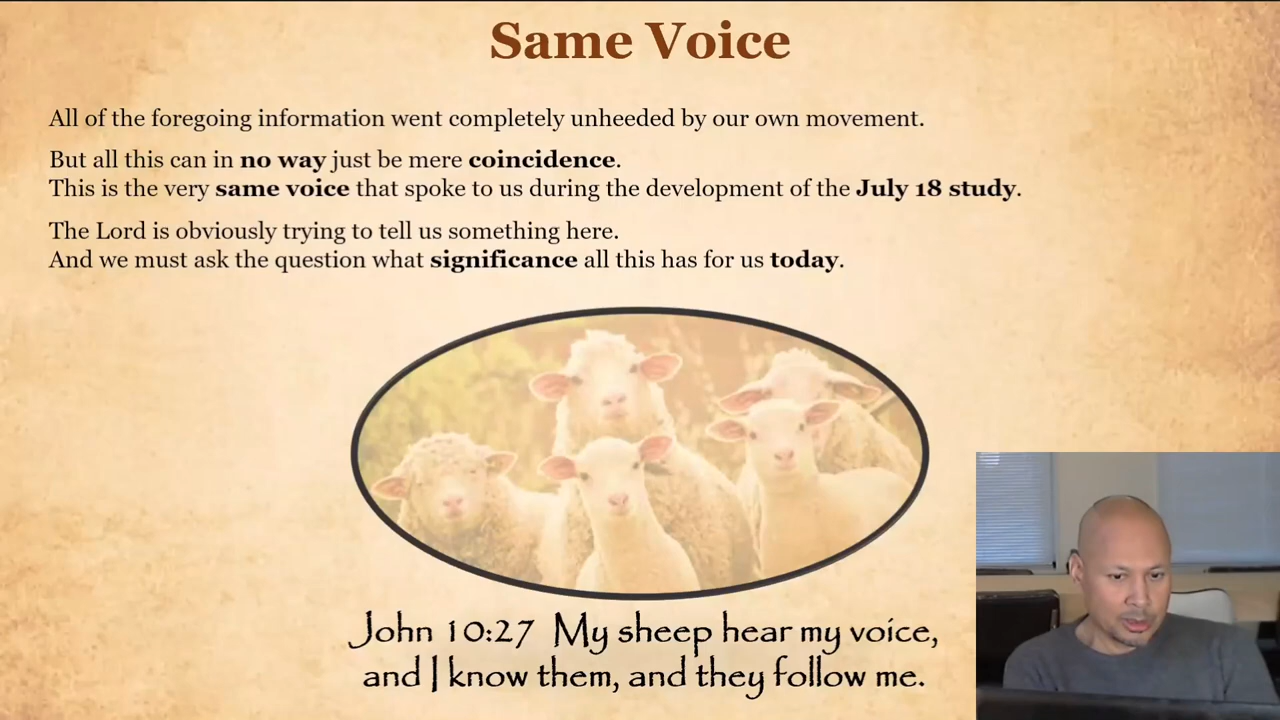 Same Voice
All of the foregoing information went completely unheeded by our own movement.
But all this can in no way just be mere coincidence.
This is the very same voice that spoke to us during the development of the July 18 study.
The Lord is obviously trying to tell us something here.
And we must ask the question what significance all this has for us today.
John 10:27 My sheep hear my voice,
and I know them, and they follow me.